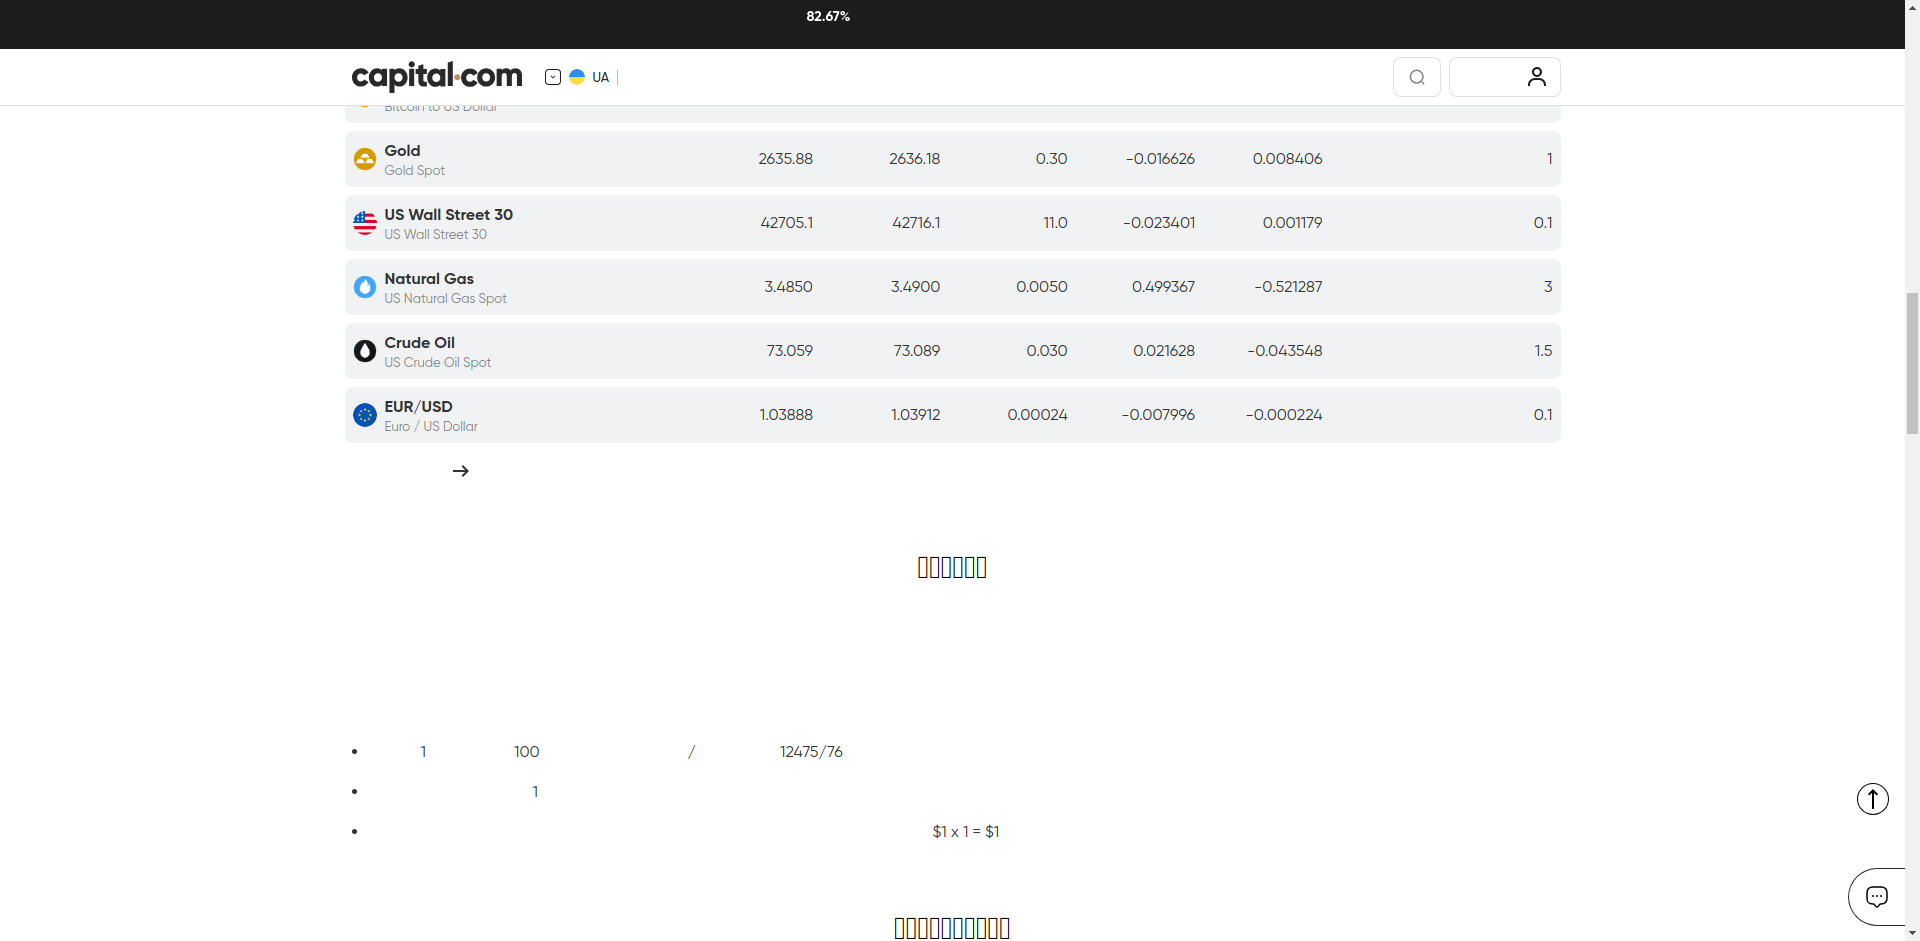 82.67%
capital.com UA
Bitcoin to US Dollar
Gold 2635.88 2636.18 0.30 -0.016626 0.008406 1
Gold Spot
US Wall Street 30 42705.1 42716.1 11.0 -0.023401 0.001179 0.1
US Wall Street 30
Natural Gas 3.4850 3.4900 0.0050 0.499367 -0.521287 3
US Natural Gas Spot
Crude Oil 73.059 73.089 0.030 0.021628 -0.043548 1.5
US Crude Oil Spot
EUR/USD 1.03888 1.03912 0.00024 -0.007996 -0.000224 0.1
Euro / US Dollar
1 100 / 12475/76
1
$1 x 1 = $1